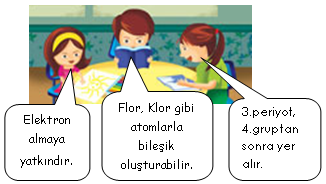 Elektron
almaya
yatkındır.
Flor, Klor gibi
atomlarla
bileşik
oluşturabilir.
3.periyot,
4.gruptan
sonra yer
alır.